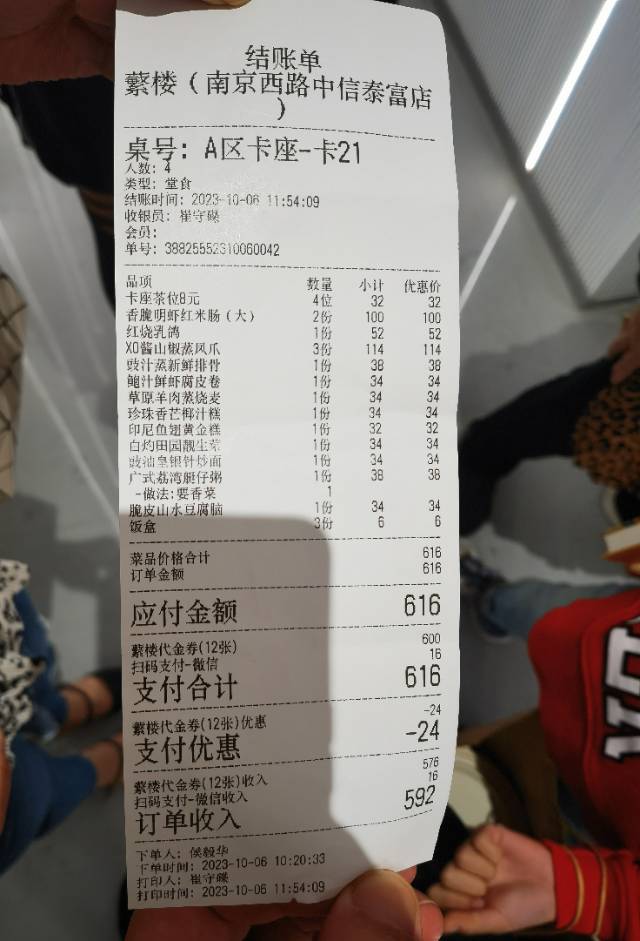 结账单
蘩楼（南京西路中信泰富店
）
桌号: A区卡座-卡21
人数: 4
类型: 堂食
结账时间: 2023-10-06 11:54:09
收银员: 崔守磉
会员:
单号: 38825552310060042
品项 数量 小计 优惠价
卡座茶位8元 4位 32 32
香脆明虾红米肠（大） 2份 100 100
红烧乳鸽 1份 52 52
XO酱山椒蒸凤爪 3份 114 114
豉汁蒸新鲜排骨 1份 38 38
鲍汁鲜虾腐皮卷 1份 34 34
草原羊肉蒸烧麦 1份 34 34
珍珠香芒椰汁糕 1份 34 34
印尼鱼翅黄金糕 1份 32 32
白灼田园靓生菜 1份 34 34
豉油皇银针炒面 1份 34 34
广式荔湾艇仔粥 1份 38 38
-做法:要香菜 1
脆皮山水豆腐脑 1份 34 34
饭盒 3份 6 6
菜品价格合计 616
订单金额 616
应付金额 616
蘩楼代金券(12张) 600
扫码支付-微信 16
支付合计 616
蘩楼代金券(12张)优惠 -24
支付优惠 -24
蘩楼代金券(12张)收入 576
扫码支付-微信收入 16
订单收入 592
下单人: 侯毅华
下单时间: 2023-10-06 10:20:33
打印人: 崔守磉
打印时间: 2023-10-06 11:54:09